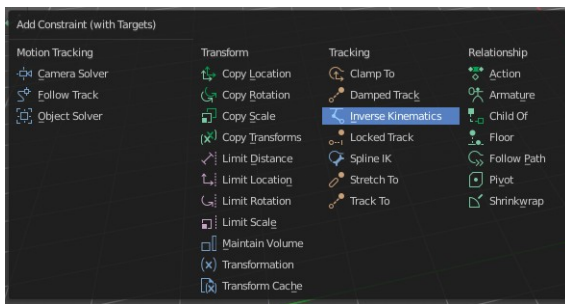 Add Constraint (with Targets)
Motion Tracking
Camera Solver
Follow Track
Object Solver
Transform
Copy Location
Copy Rotation
Copy Scale
Copy Transforms
Limit Distance
Limit Location
Limit Rotation
Limit Scale
Maintain Volume
Transformation
Transform Cache
Tracking
Clamp To
Damped Track
Inverse Kinematics
Locked Track
Spline IK
Stretch To
Track To
Relationship
Action
Armature
Child Of
Floor
Follow Path
Pivot
Shrinkwrap